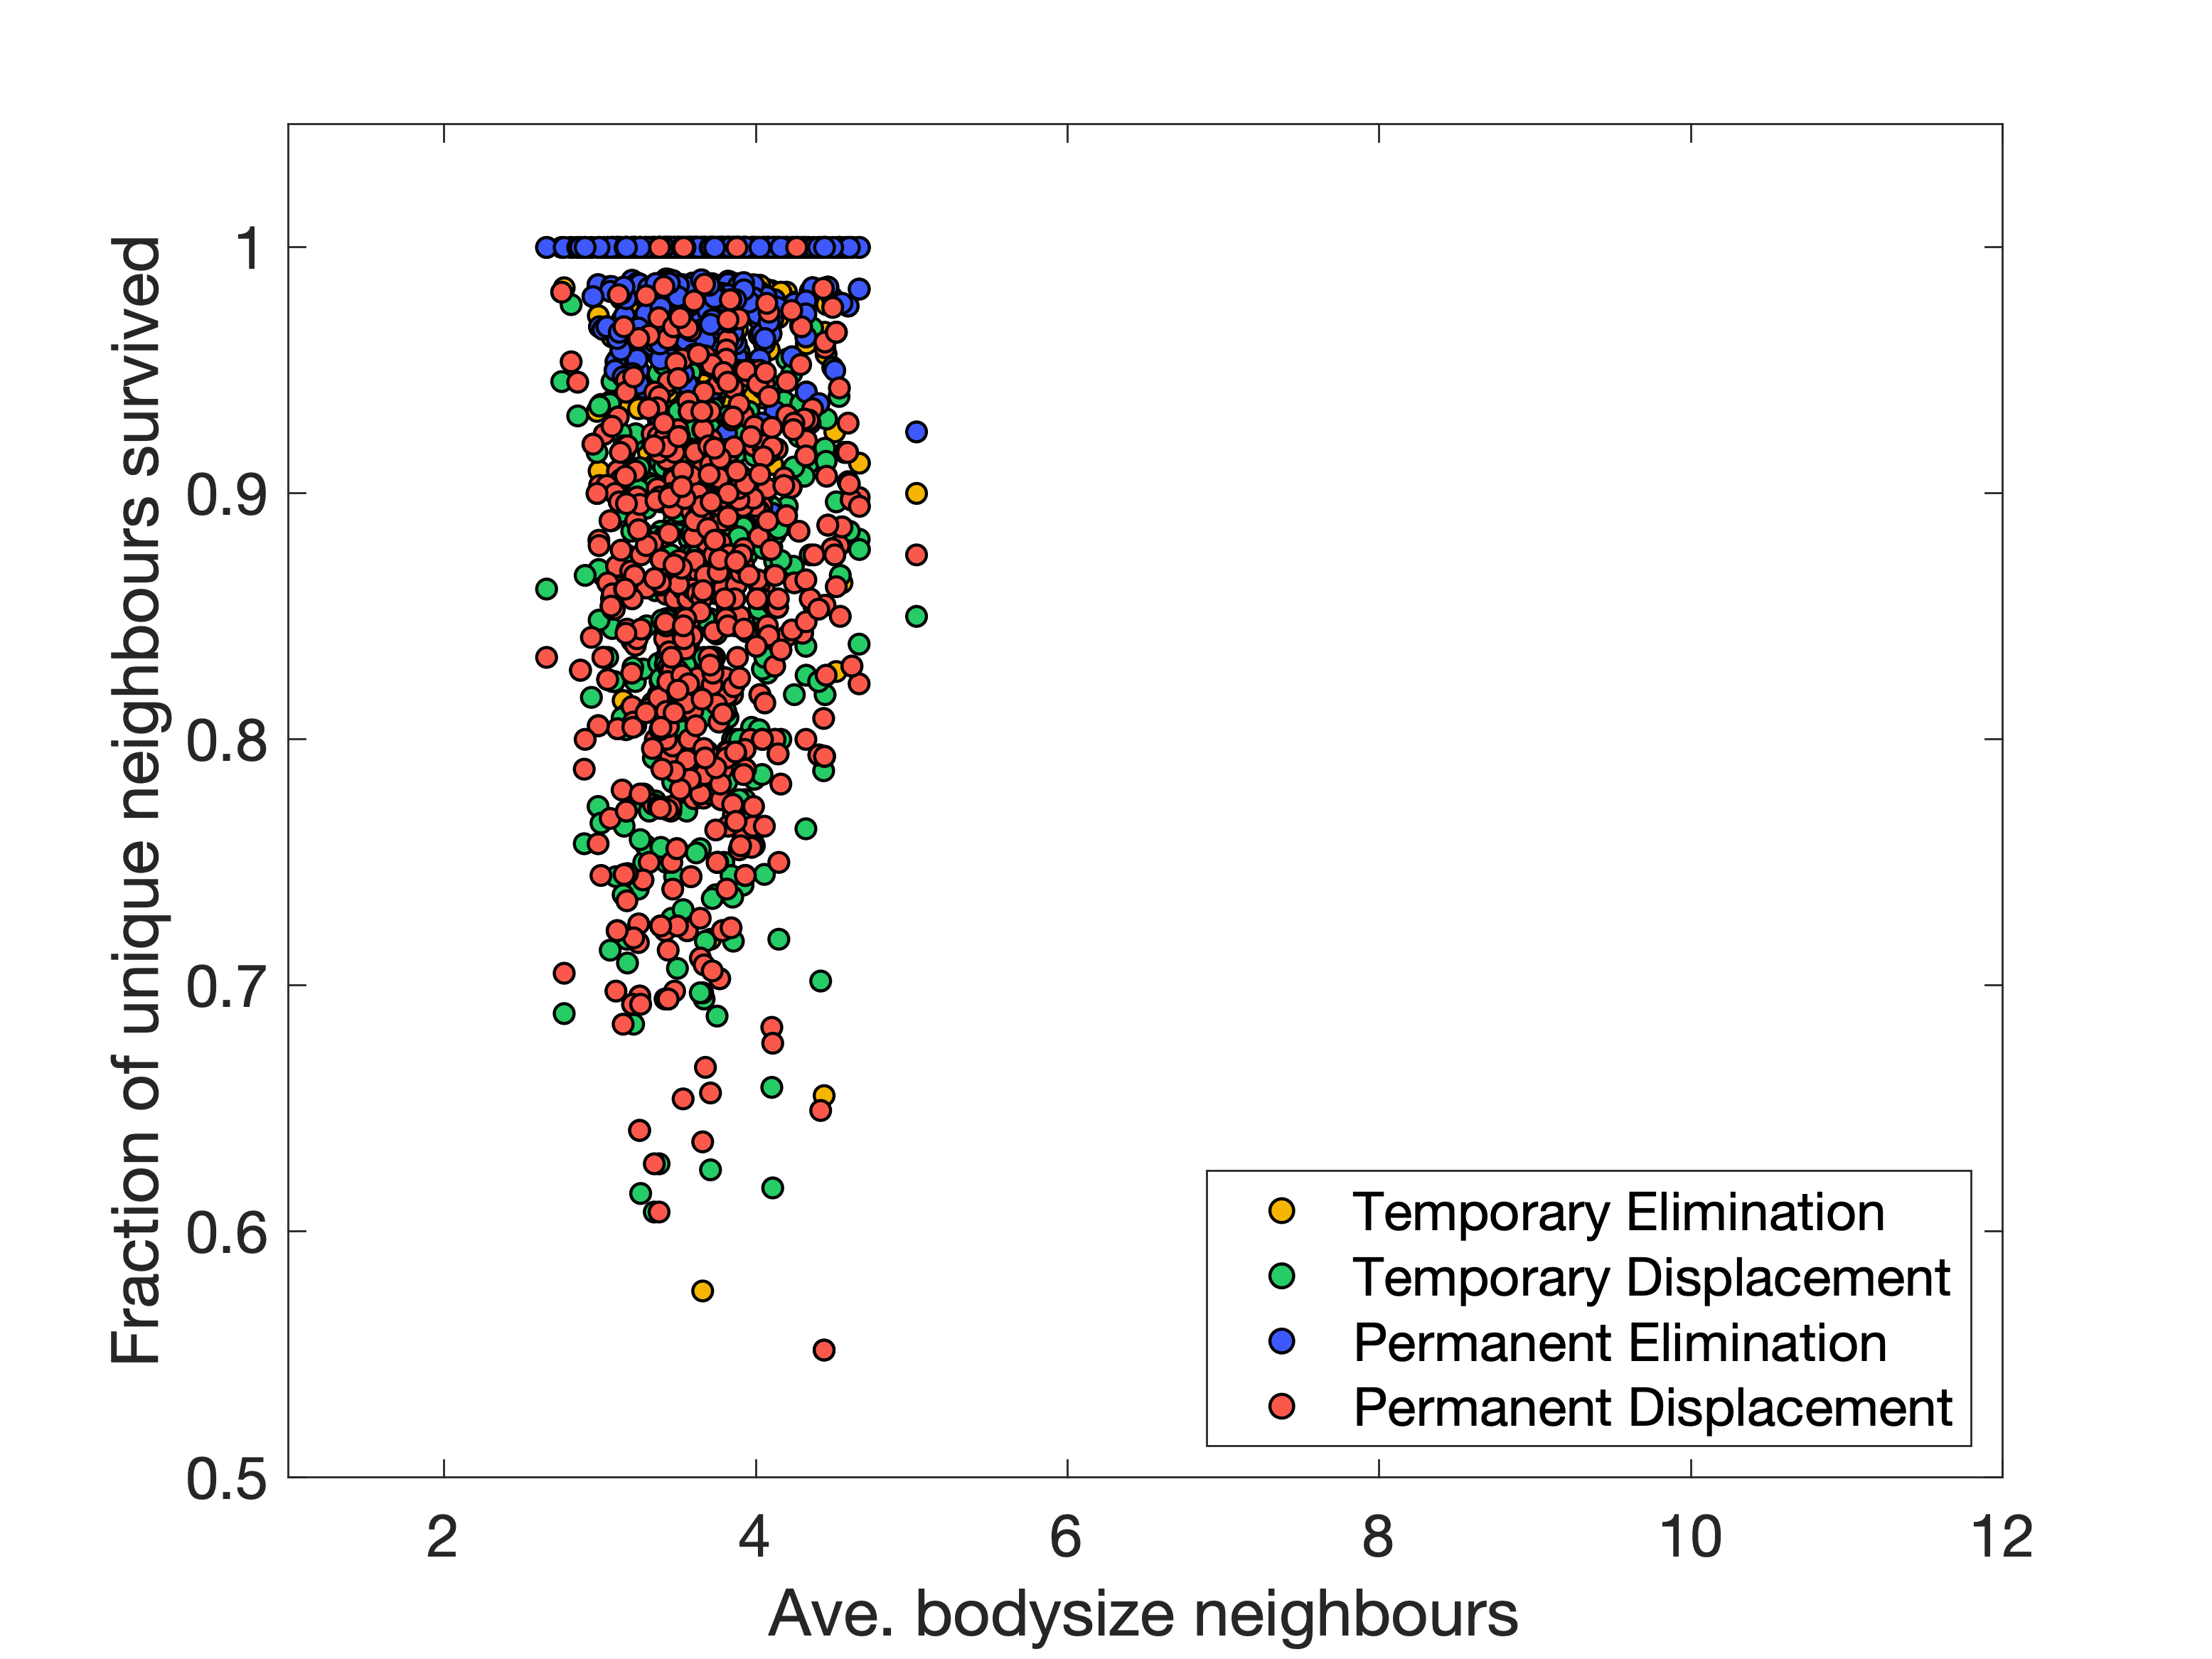 Fraction of unique neighbours survived
1
0.9
0.8
0.7
0.6
0.5
2 4 6 8 10 12
Ave. bodysize neighbours
Temporary Elimination
Temporary Displacement
Permanent Elimination
Permanent Displacement